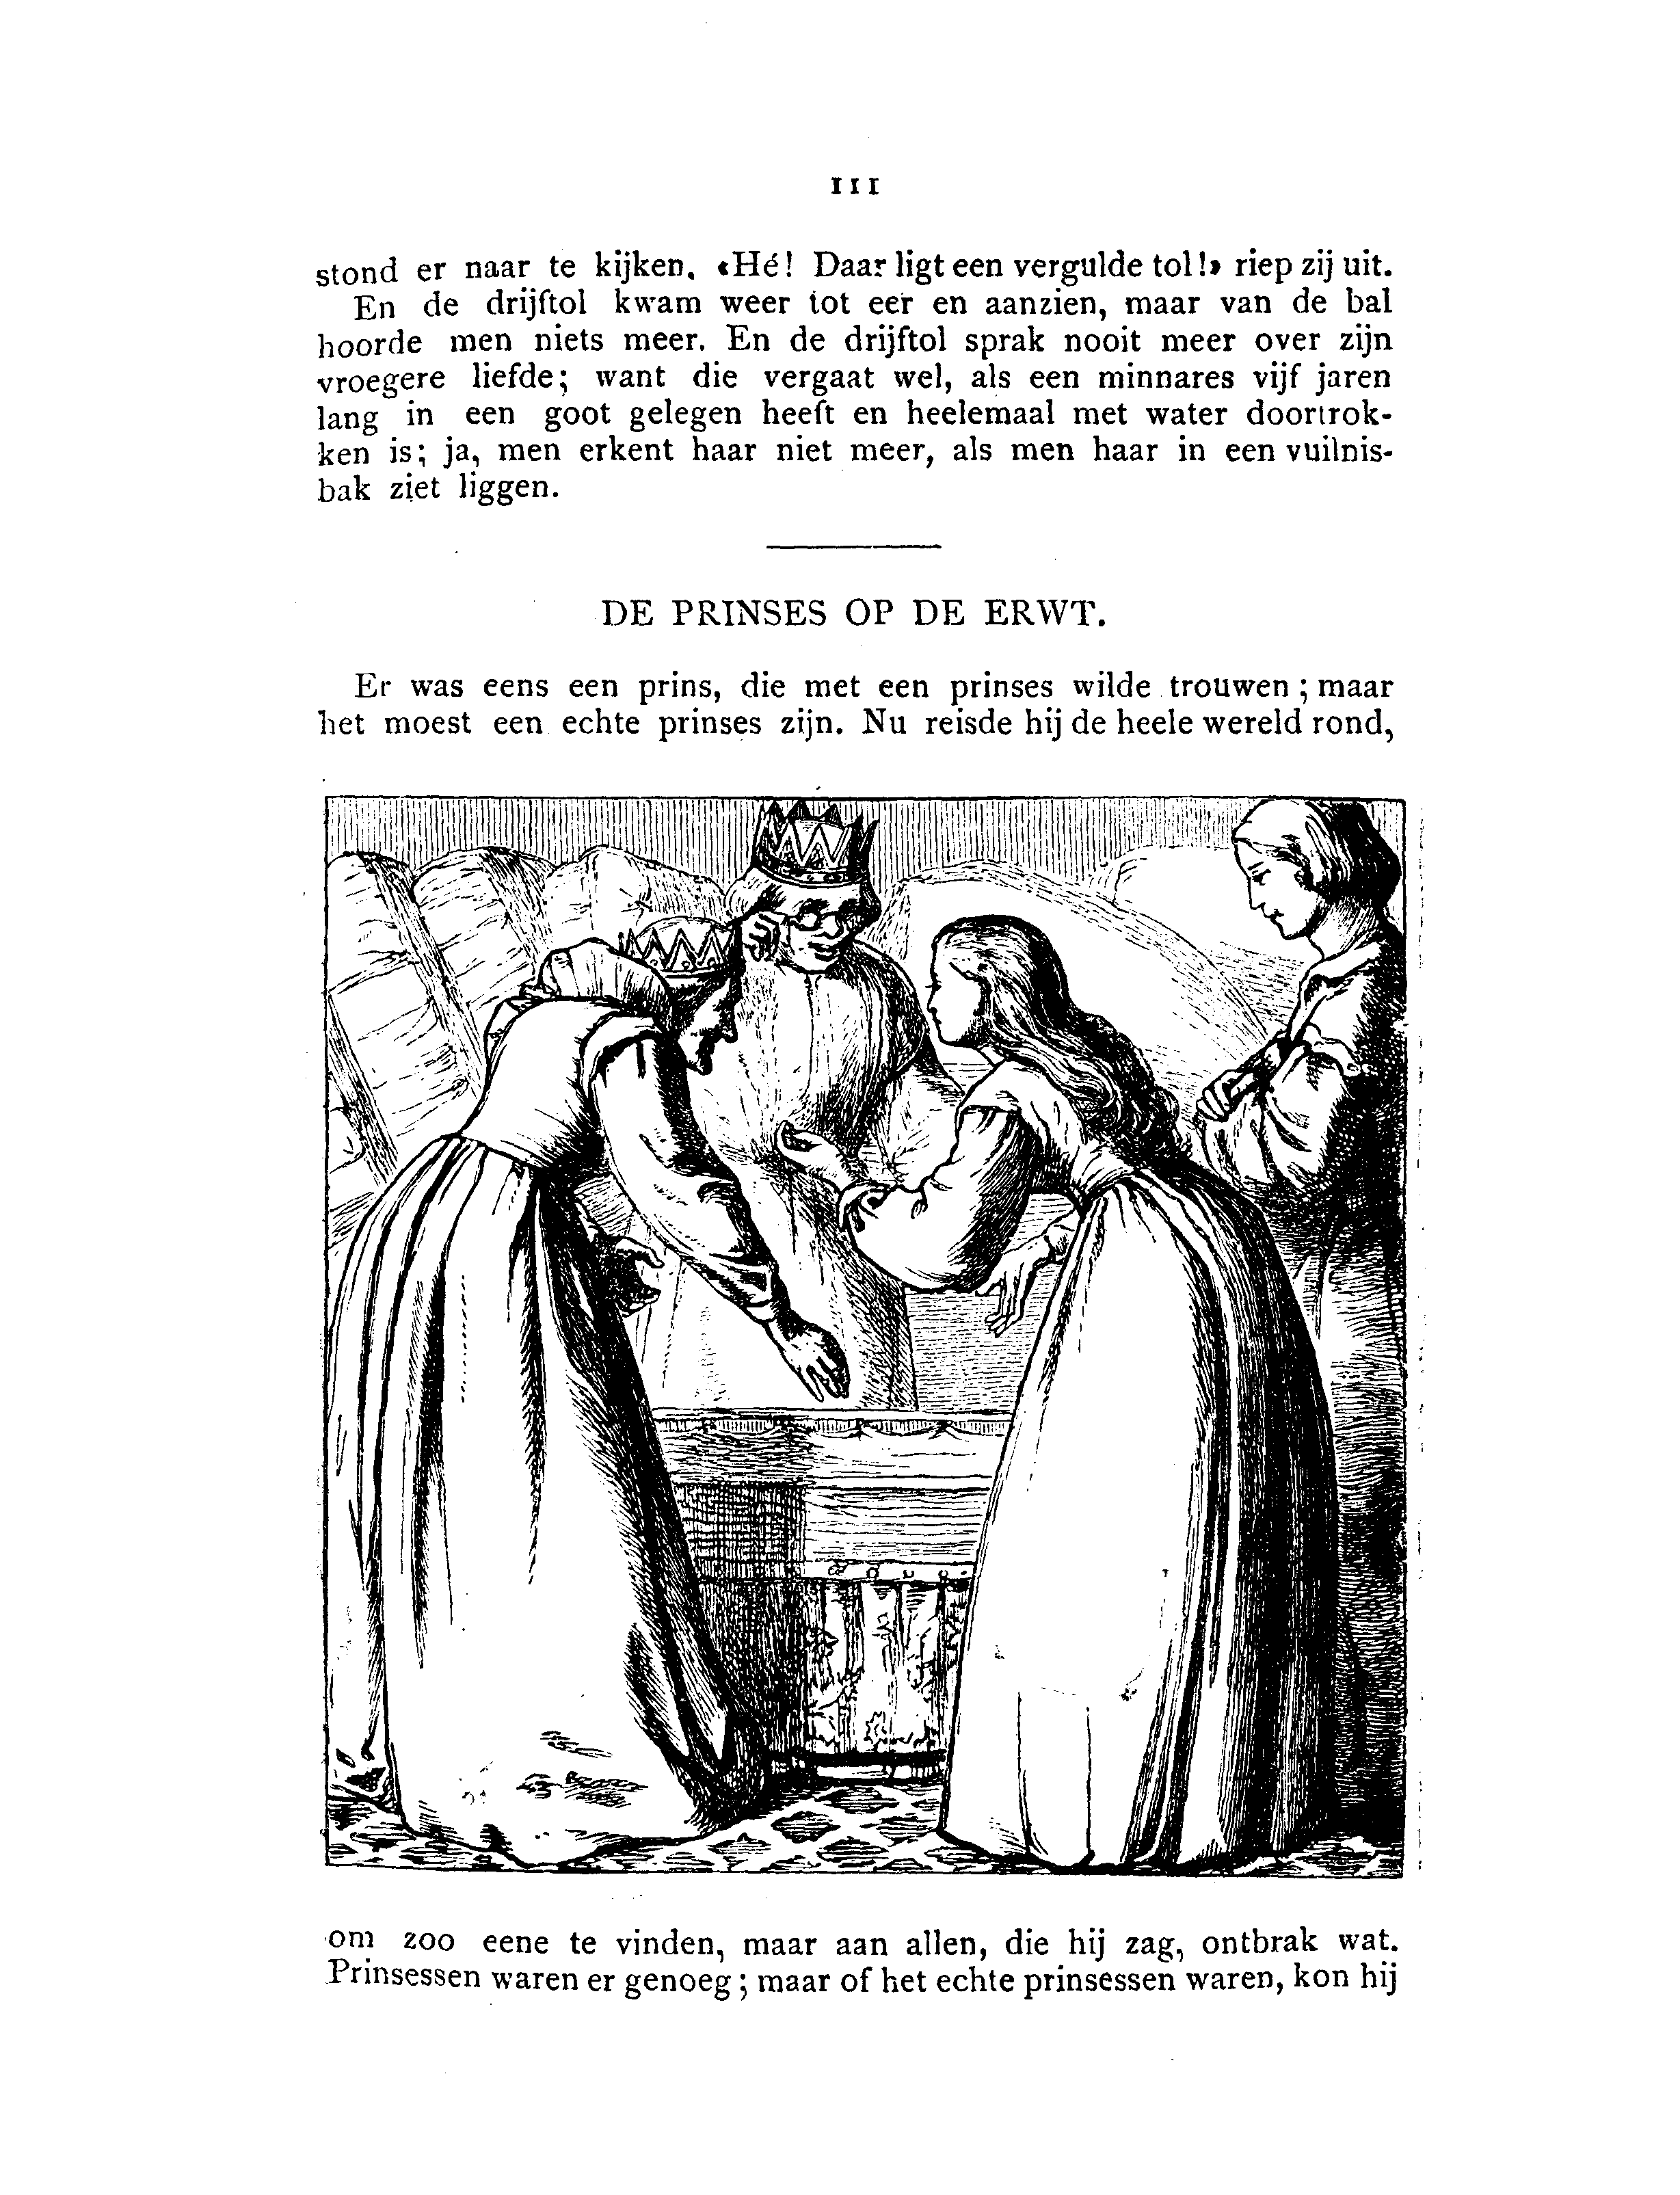 111
stond er naar te kijken. «Hé! Daar ligt een vergulde tol!» riep zij uit.
En de drijftol kwam weer tot eer en aanzien, maar van de bal
hoorde men niets meer. En de drijftol sprak nooit meer over zijn
vroegere liefde; want die vergaat wel, als een minnares vijf jaren
lang in een goot gelegen heeft en heelemaal met water doortrok-
ken is; ja, men erkent haar niet meer, als men haar in een vuilnis-
bak ziet liggen.
DE PRINSES OP DE ERWT.
Er was eens een prins, die met een prinses wilde trouwen; maar
het moest een echte prinses zijn. Nu reisde hij de heele wereld rond,
om zoo eene te vinden, maar aan allen, die hij zag, ontbrak wat.
Prinsessen waren er genoeg; maar of het echte prinsessen waren, kon hij